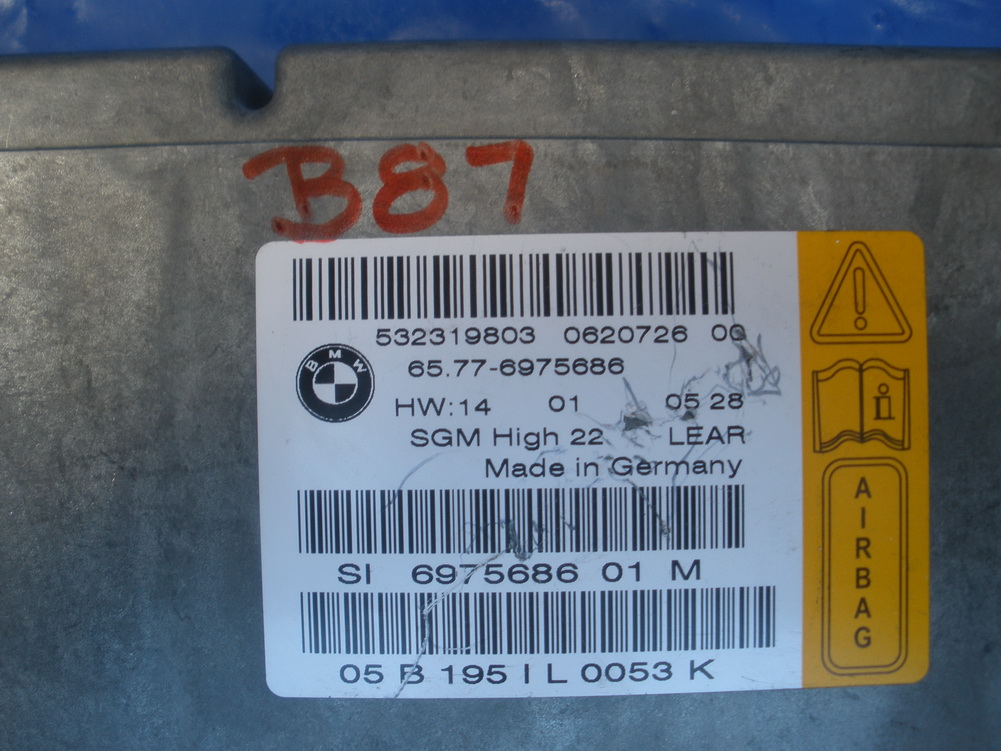 B87
532319803 0620726 00
BMW
65.77-6975686
HW:14 01 05 28
SGM High 22 LEAR
Made in Germany
SI 6975686 01 M
05 B 195 I L 0053 K
i
AIRBAG